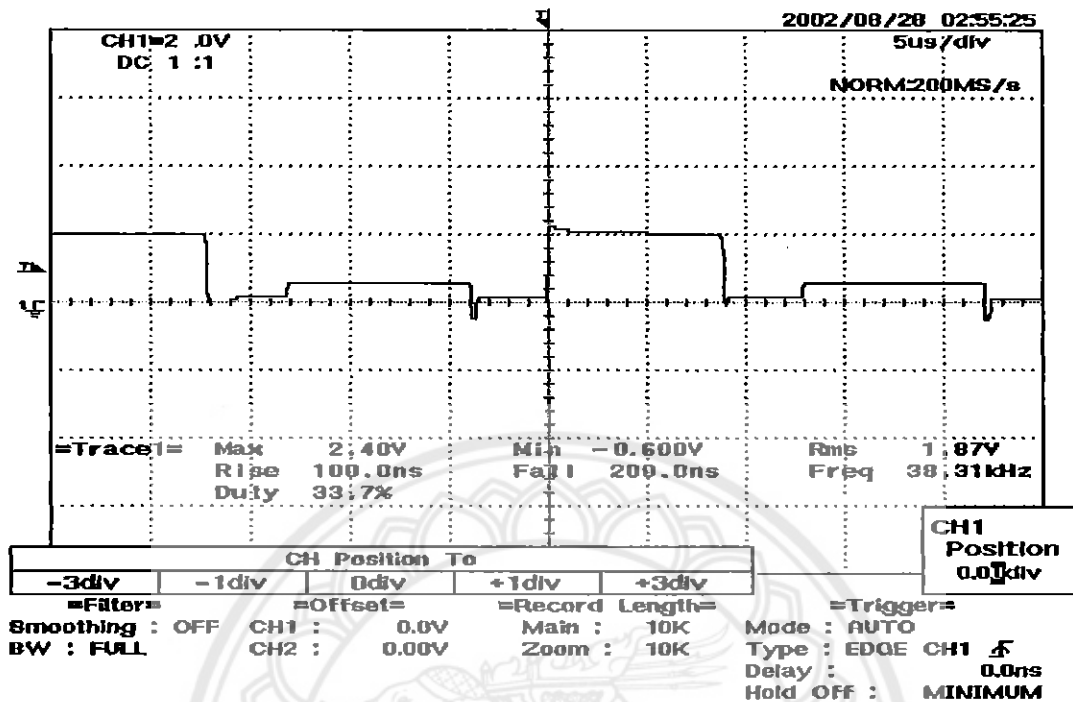 2002/08/28 02:55:25
CH1=2 .0V 5us/div
DC 1 :1
NORM:200MS/s
=Trace1= Max 2.40V Min -0.600V Rms 1.87V
Rise 100.0ns Fall 200.0ns Freq 38.31kHz
Duty 33.7%
CH1
Position
CH Position To
-3div -1div 0div +1div +3div
=Filter= =Offset= =Record Length= =Trigger=
Smoothing : OFF CH1 : 0.0V Main : 10K Mode : AUTO
BW : FULL CH2 : 0.00V Zoom : 10K Type : EDGE CH1
Delay : 0.0ns
Hold Off : MINIMUM